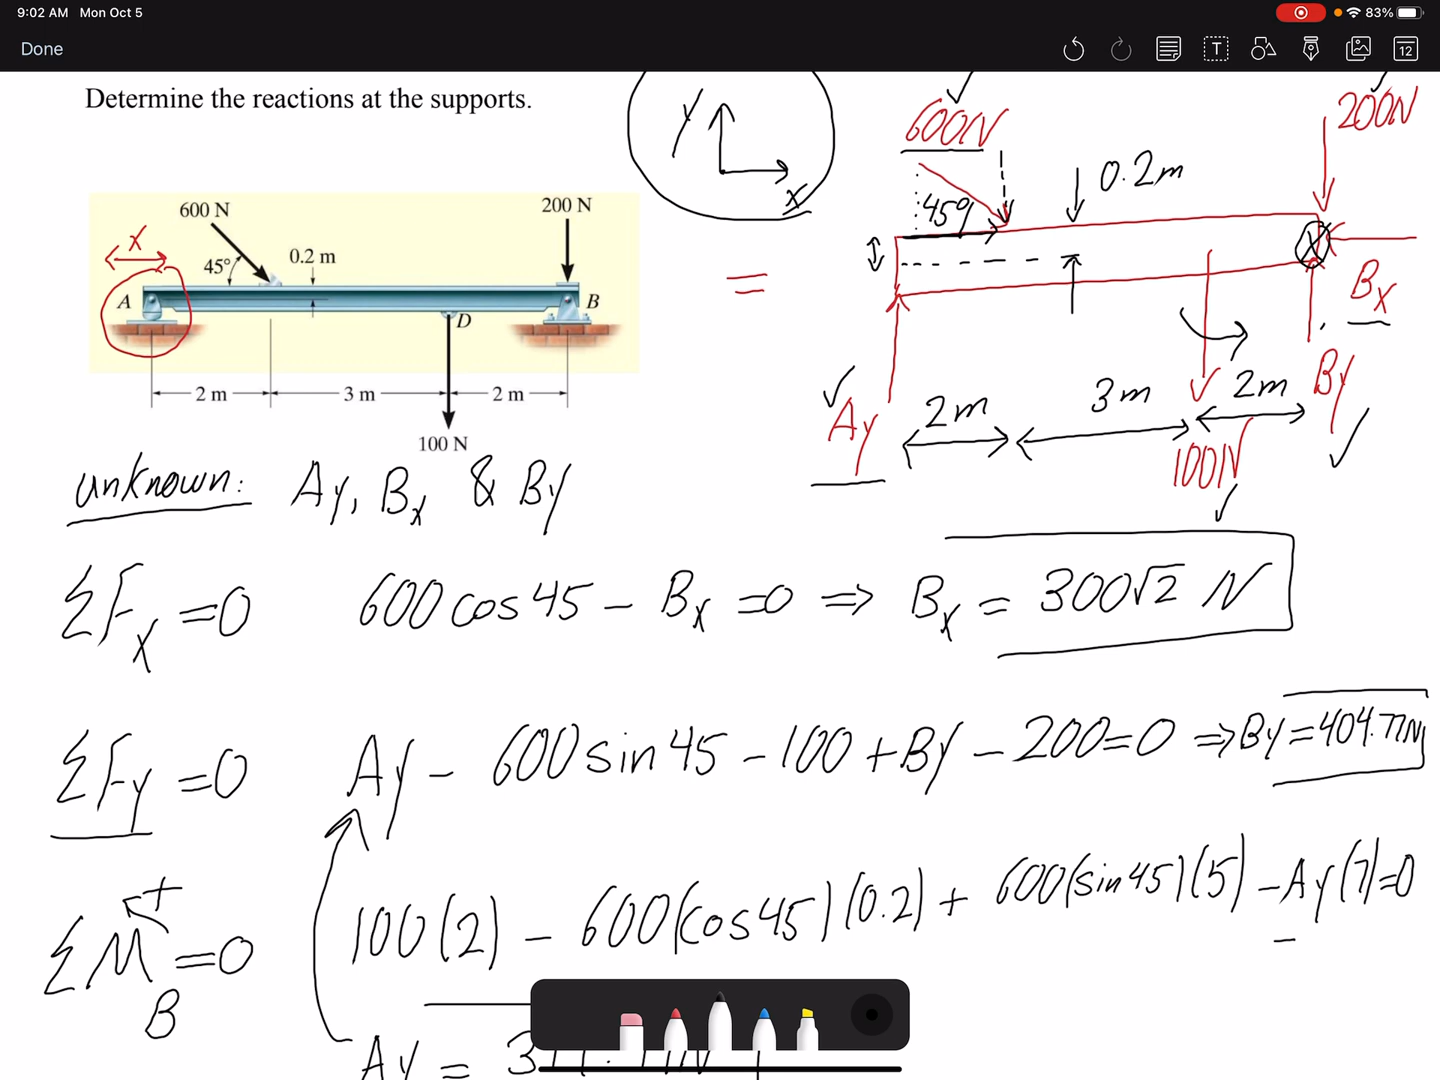 9:02 AM Mon Oct 5
83%
Done
T
12
Determine the reactions at the supports.
Y
X
600N
45°
0.2m
200N
Bx
By
Ay
2m
3m
2m
100N
=
X
600 N
200 N
45°
0.2 m
A
B
D
2 m
3 m
2 m
100 N
unknown: Ay, Bx & By
ΣFx =0 600 cos 45 - Bx =0 => Bx = 300√2 N
ΣFy =0 Ay - 600 sin 45 - 100 + By - 200=0 => By = 404.77N
ΣM B =0 + 100(2) - 600(cos45)(0.2) + 600(sin45)(5) - Ay(7)=0
Ay =